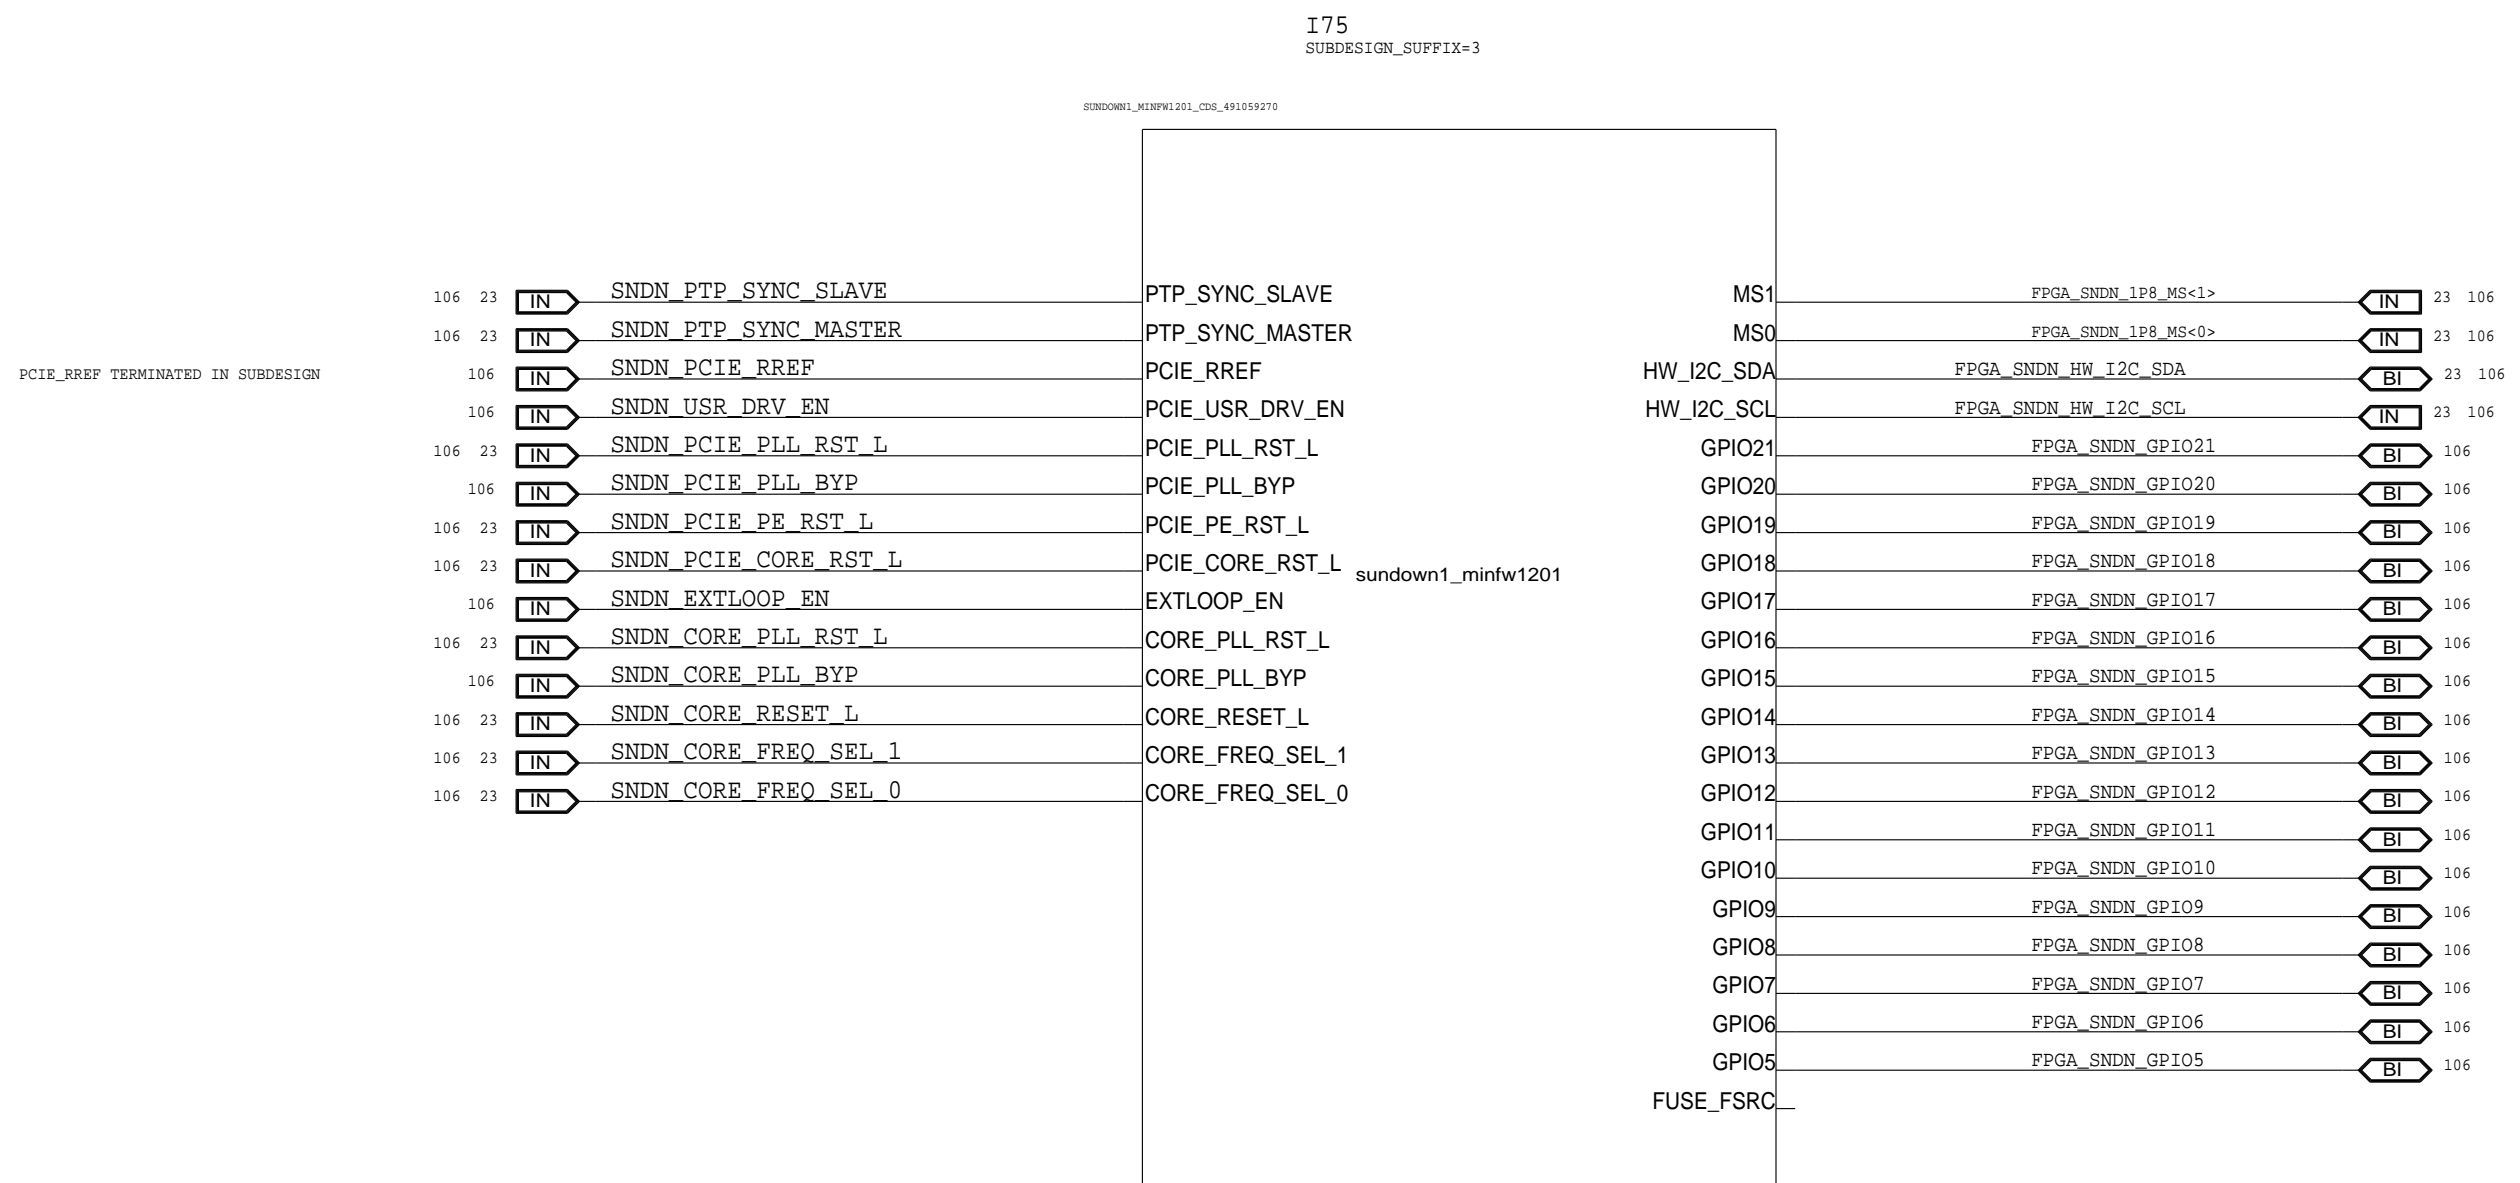 I75
SUBDESIGN_SUFFIX=3
SUNDOWN1_MINFW1201_CDS_491059270
106 23 IN SNDN_PTP_SYNC_SLAVE PTP_SYNC_SLAVE MS1 FPGA_SNDN_1P8_MS<1> IN 23 106
106 23 IN SNDN_PTP_SYNC_MASTER PTP_SYNC_MASTER MS0 FPGA_SNDN_1P8_MS<0> IN 23 106
PCIE_RREF TERMINATED IN SUBDESIGN 106 IN SNDN_PCIE_RREF PCIE_RREF HW_I2C_SDA FPGA_SNDN_HW_I2C_SDA BI 23 106
106 IN SNDN_USR_DRV_EN PCIE_USR_DRV_EN HW_I2C_SCL FPGA_SNDN_HW_I2C_SCL IN 23 106
106 23 IN SNDN_PCIE_PLL_RST_L PCIE_PLL_RST_L GPIO21 FPGA_SNDN_GPIO21 BI 106
106 IN SNDN_PCIE_PLL_BYP PCIE_PLL_BYP GPIO20 FPGA_SNDN_GPIO20 BI 106
106 23 IN SNDN_PCIE_PE_RST_L PCIE_PE_RST_L GPIO19 FPGA_SNDN_GPIO19 BI 106
106 23 IN SNDN_PCIE_CORE_RST_L PCIE_CORE_RST_L GPIO18 FPGA_SNDN_GPIO18 BI 106
sundown1_minfw1201
106 IN SNDN_EXTLOOP_EN EXTLOOP_EN GPIO17 FPGA_SNDN_GPIO17 BI 106
106 23 IN SNDN_CORE_PLL_RST_L CORE_PLL_RST_L GPIO16 FPGA_SNDN_GPIO16 BI 106
106 IN SNDN_CORE_PLL_BYP CORE_PLL_BYP GPIO15 FPGA_SNDN_GPIO15 BI 106
106 23 IN SNDN_CORE_RESET_L CORE_RESET_L GPIO14 FPGA_SNDN_GPIO14 BI 106
106 23 IN SNDN_CORE_FREQ_SEL_1 CORE_FREQ_SEL_1 GPIO13 FPGA_SNDN_GPIO13 BI 106
106 23 IN SNDN_CORE_FREQ_SEL_0 CORE_FREQ_SEL_0 GPIO12 FPGA_SNDN_GPIO12 BI 106
GPIO11 FPGA_SNDN_GPIO11 BI 106
GPIO10 FPGA_SNDN_GPIO10 BI 106
GPIO9 FPGA_SNDN_GPIO9 BI 106
GPIO8 FPGA_SNDN_GPIO8 BI 106
GPIO7 FPGA_SNDN_GPIO7 BI 106
GPIO6 FPGA_SNDN_GPIO6 BI 106
GPIO5 FPGA_SNDN_GPIO5 BI 106
FUSE_FSRC